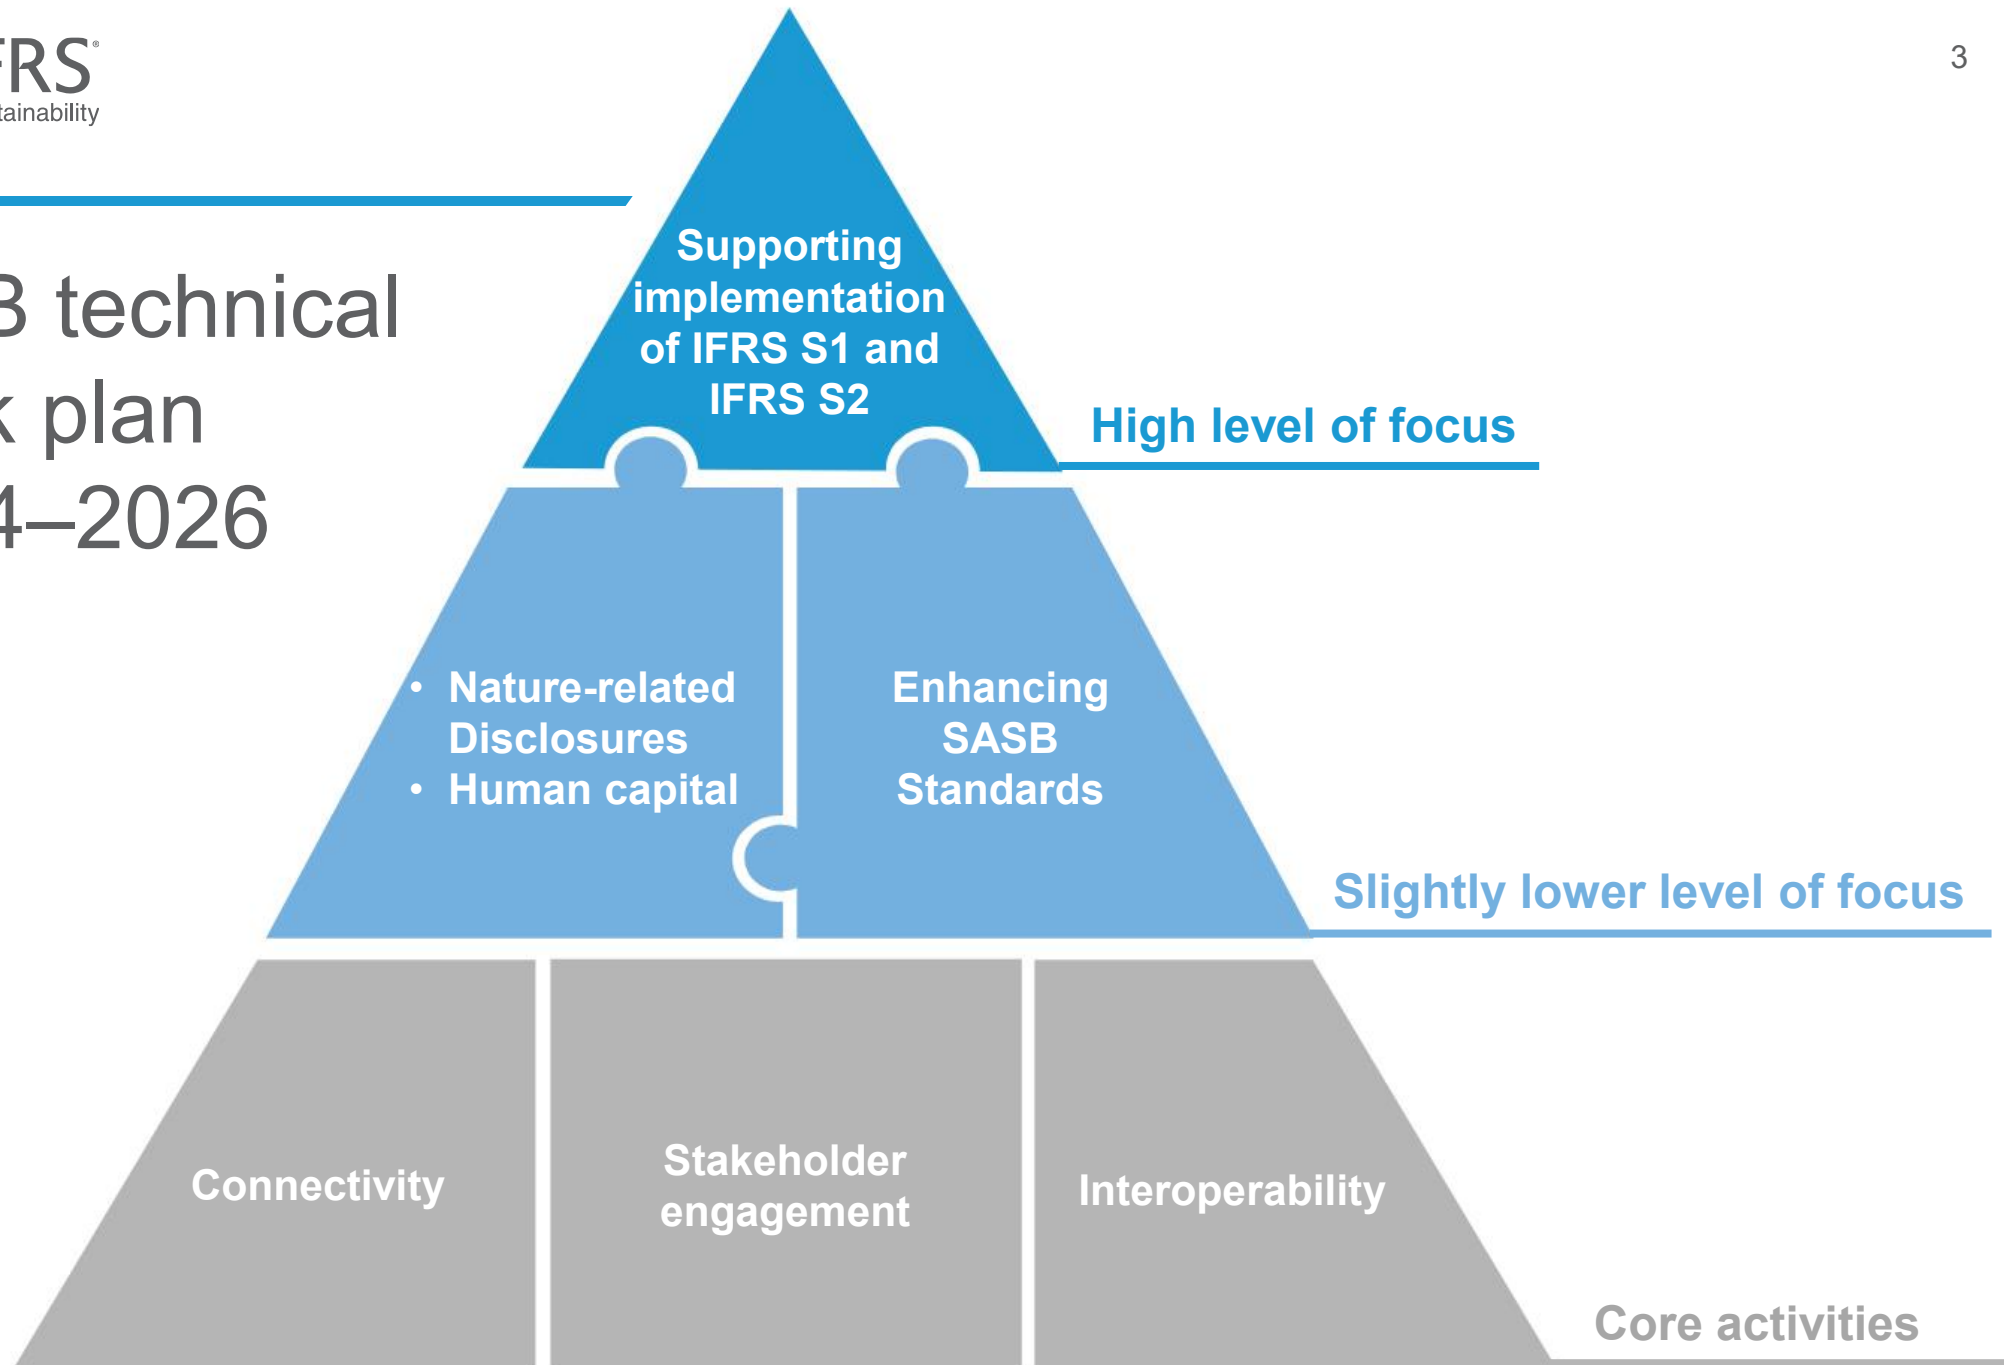 FRS®
tainability
3
B technical
k plan
4–2026
Supporting
implementation
of IFRS S1 and
IFRS S2
High level of focus
• Nature-related
Disclosures
• Human capital
Enhancing
SASB
Standards
Slightly lower level of focus
Connectivity
Stakeholder
engagement
Interoperability
Core activities